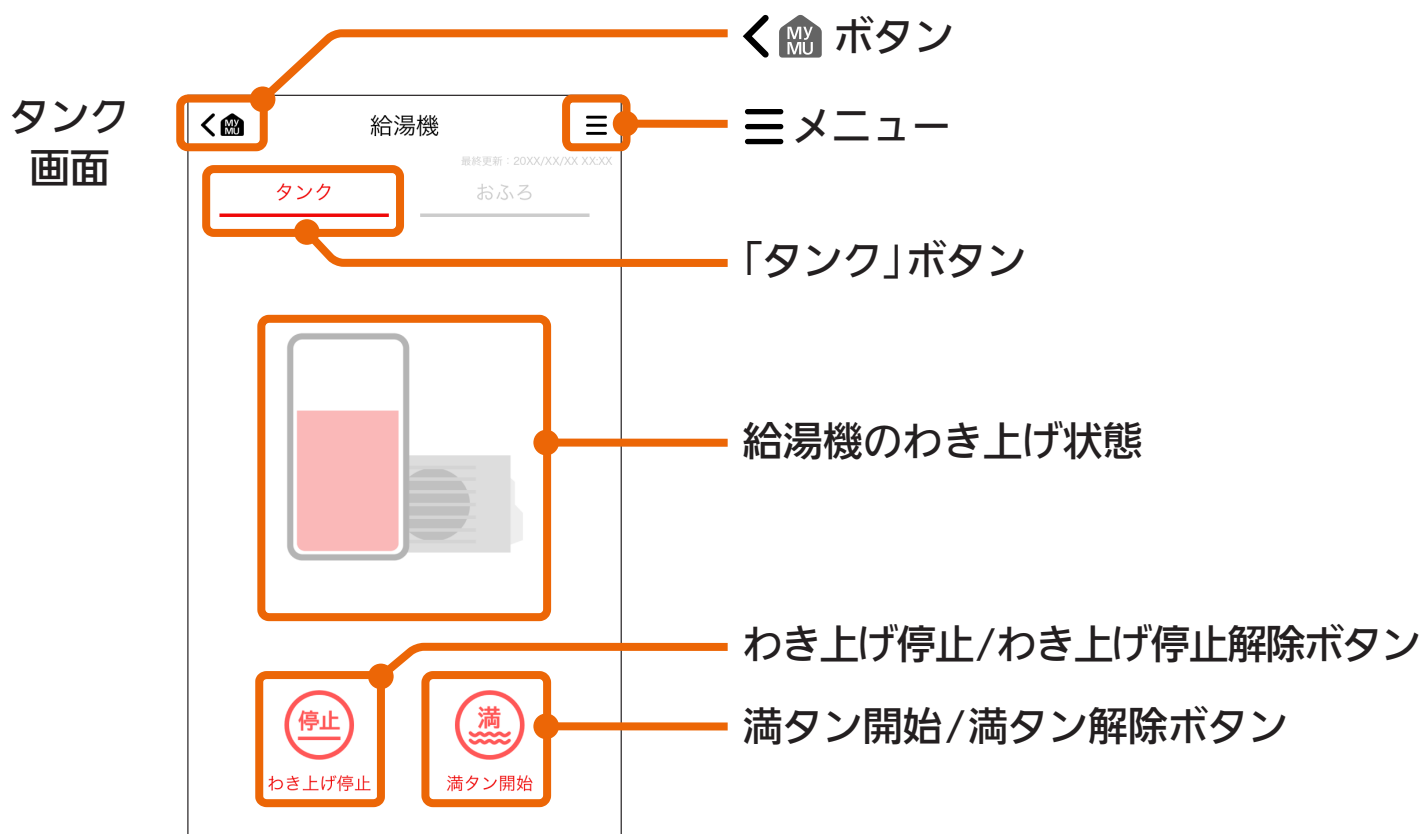 タンク
画面
MY MU
給湯機
最終更新：20XX/XX/XX XX:XX
タンク
おふろ
停止
わき上げ停止
満
満タン開始
MY MU ボタン
メニュー
「タンク」ボタン
給湯機のわき上げ状態
わき上げ停止/わき上げ停止解除ボタン
満タン開始/満タン解除ボタン